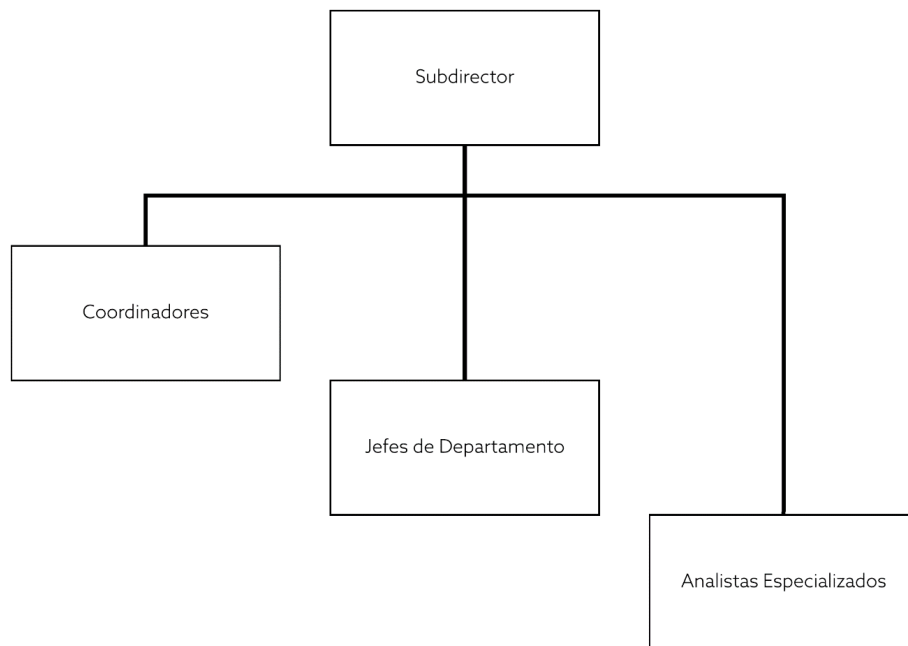 Subdirector
Coordinadores
Jefes de Departamento
Analistas Especializados